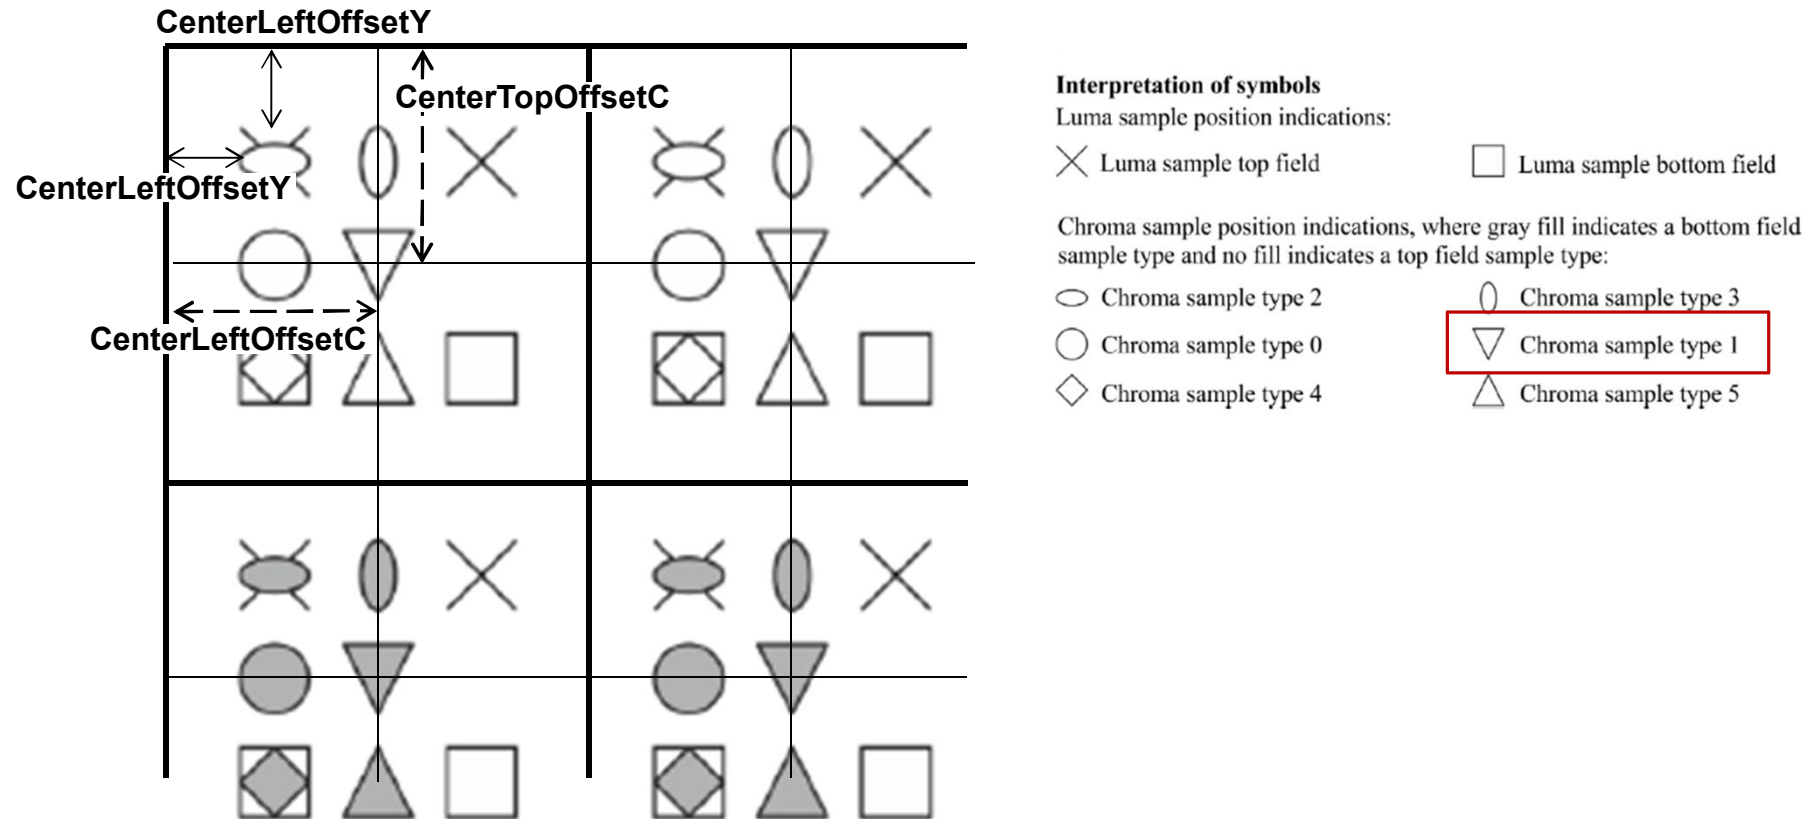 CenterLeftOffsetY
CenterTopOffsetC
CenterLeftOffsetY
CenterLeftOffsetC
Interpretation of symbols
Luma sample position indications:
Luma sample top field
Luma sample bottom field
Chroma sample position indications, where gray fill indicates a bottom field
sample type and no fill indicates a top field sample type:
Chroma sample type 2
Chroma sample type 3
Chroma sample type 0
Chroma sample type 1
Chroma sample type 4
Chroma sample type 5